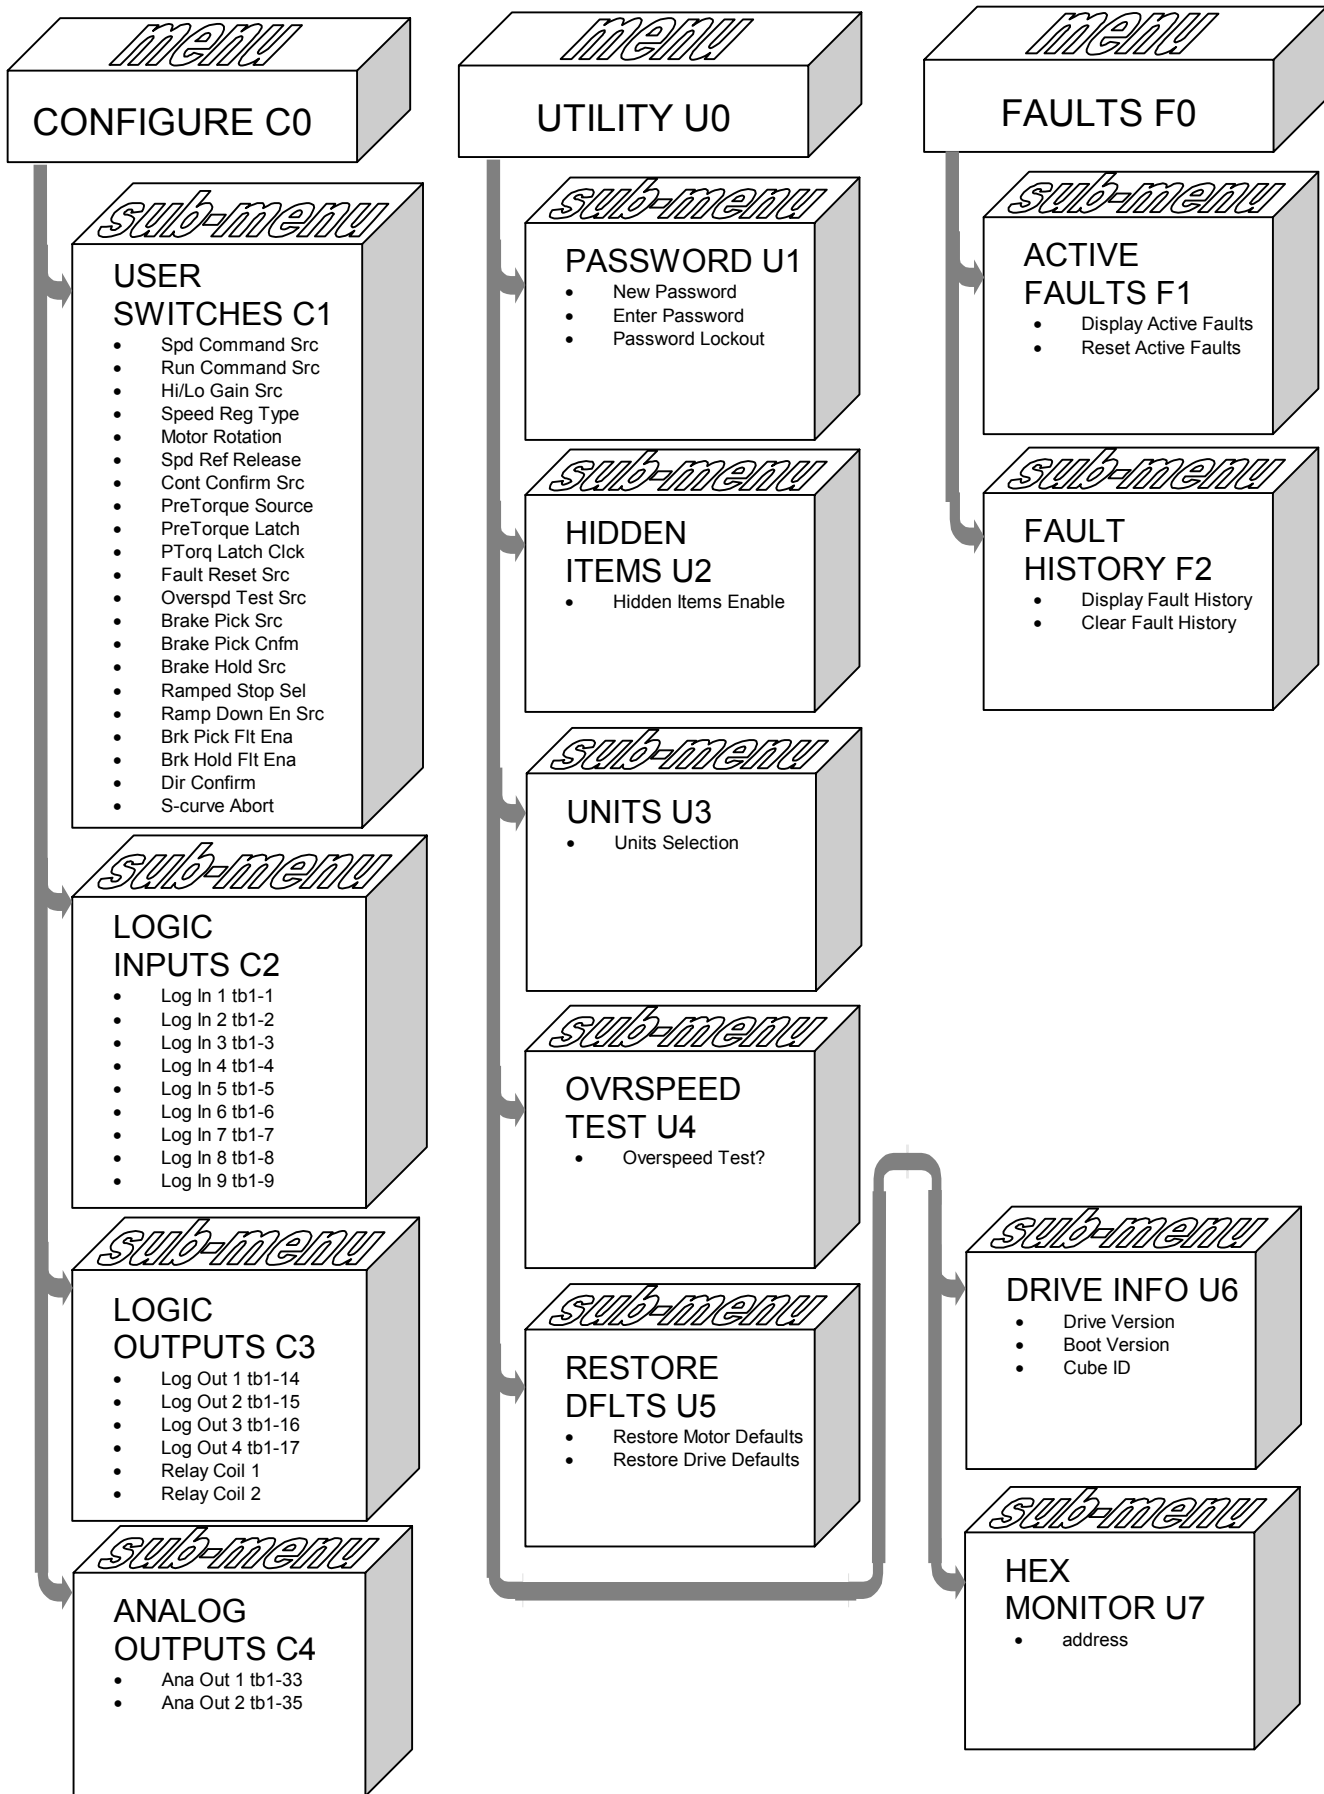 menu
CONFIGURE C0
sub-menu
USER
SWITCHES C1
• Spd Command Src
• Run Command Src
• Hi/Lo Gain Src
• Speed Reg Type
• Motor Rotation
• Spd Ref Release
• Cont Confirm Src
• PreTorque Source
• PreTorque Latch
• PTorq Latch Clck
• Fault Reset Src
• Overspd Test Src
• Brake Pick Src
• Brake Pick Cnfm
• Brake Hold Src
• Ramped Stop Sel
• Ramp Down En Src
• Brk Pick Flt Ena
• Brk Hold Flt Ena
• Dir Confirm
• S-curve Abort
sub-menu
LOGIC
INPUTS C2
• Log In 1 tb1-1
• Log In 2 tb1-2
• Log In 3 tb1-3
• Log In 4 tb1-4
• Log In 5 tb1-5
• Log In 6 tb1-6
• Log In 7 tb1-7
• Log In 8 tb1-8
• Log In 9 tb1-9
sub-menu
LOGIC
OUTPUTS C3
• Log Out 1 tb1-14
• Log Out 2 tb1-15
• Log Out 3 tb1-16
• Log Out 4 tb1-17
• Relay Coil 1
• Relay Coil 2
sub-menu
ANALOG
OUTPUTS C4
• Ana Out 1 tb1-33
• Ana Out 2 tb1-35
menu
UTILITY U0
sub-menu
PASSWORD U1
• New Password
• Enter Password
• Password Lockout
sub-menu
HIDDEN
ITEMS U2
• Hidden Items Enable
sub-menu
UNITS U3
• Units Selection
sub-menu
OVRSPEED
TEST U4
• Overspeed Test?
sub-menu
RESTORE
DFLTS U5
• Restore Motor Defaults
• Restore Drive Defaults
sub-menu
DRIVE INFO U6
• Drive Version
• Boot Version
• Cube ID
sub-menu
HEX
MONITOR U7
• address
menu
FAULTS F0
sub-menu
ACTIVE
FAULTS F1
• Display Active Faults
• Reset Active Faults
sub-menu
FAULT
HISTORY F2
• Display Fault History
• Clear Fault History